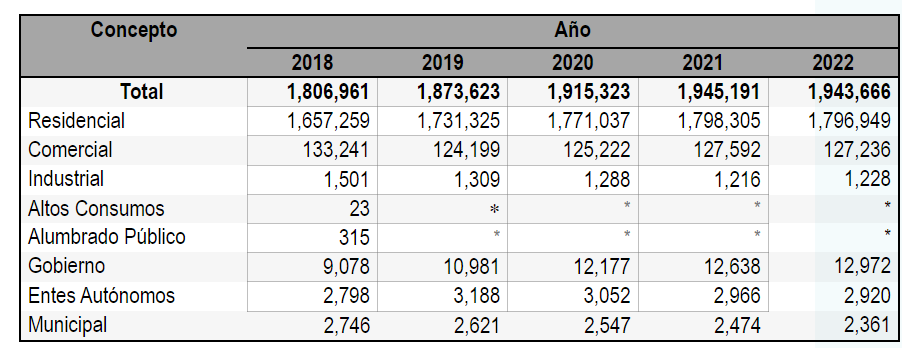 Concepto Año
2018 2019 2020 2021 2022
Total 1,806,961 1,873,623 1,915,323 1,945,191 1,943,666
Residencial 1,657,259 1,731,325 1,771,037 1,798,305 1,796,949
Comercial 133,241 124,199 125,222 127,592 127,236
Industrial 1,501 1,309 1,288 1,216 1,228
Altos Consumos 23 * * * *
Alumbrado Público 315 * * * *
Gobierno 9,078 10,981 12,177 12,638 12,972
Entes Autónomos 2,798 3,188 3,052 2,966 2,920
Municipal 2,746 2,621 2,547 2,474 2,361